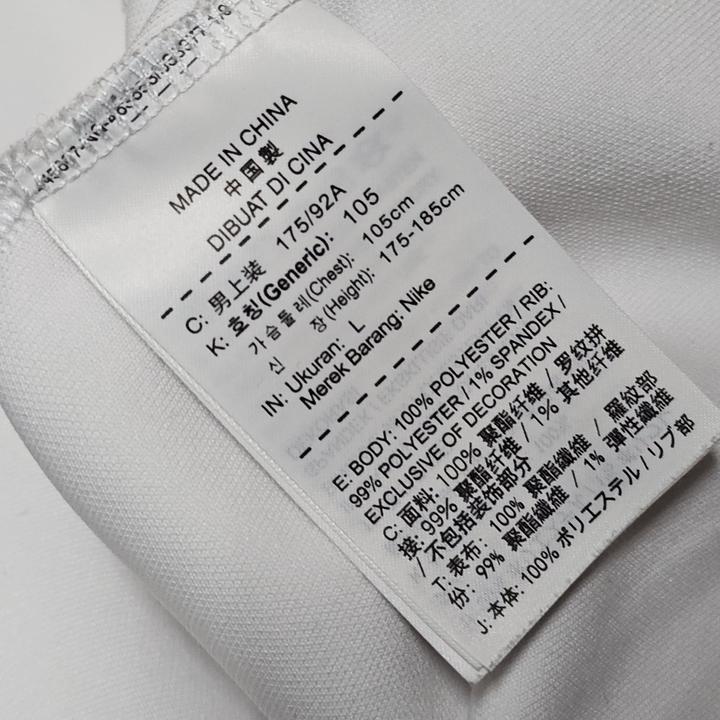 MADE IN CHINA
中国製
DIBUAT DI CINA
C: 男上装 175/92A
K: 호칭(Generic): 105
가슴둘레(Chest): 105cm
신 장(Height): 175-185cm
IN: Ukuran: L
Merek Barang: Nike
E: BODY: 100% POLYESTER / RIB:
99% POLYESTER / 1% SPANDEX /
EXCLUSIVE OF DECORATION
C: 面料: 100% 聚酯纤维 / 罗纹拼
接: 99% 聚酯纤维 / 1% 其他纤维
/ 不包括装饰部分
T: 表布: 100% 聚酯纖維 / 羅紋部
份: 99% 聚酯纖維 / 1% 彈性纖維
J: 本体: 100% ポリエステル / リブ部